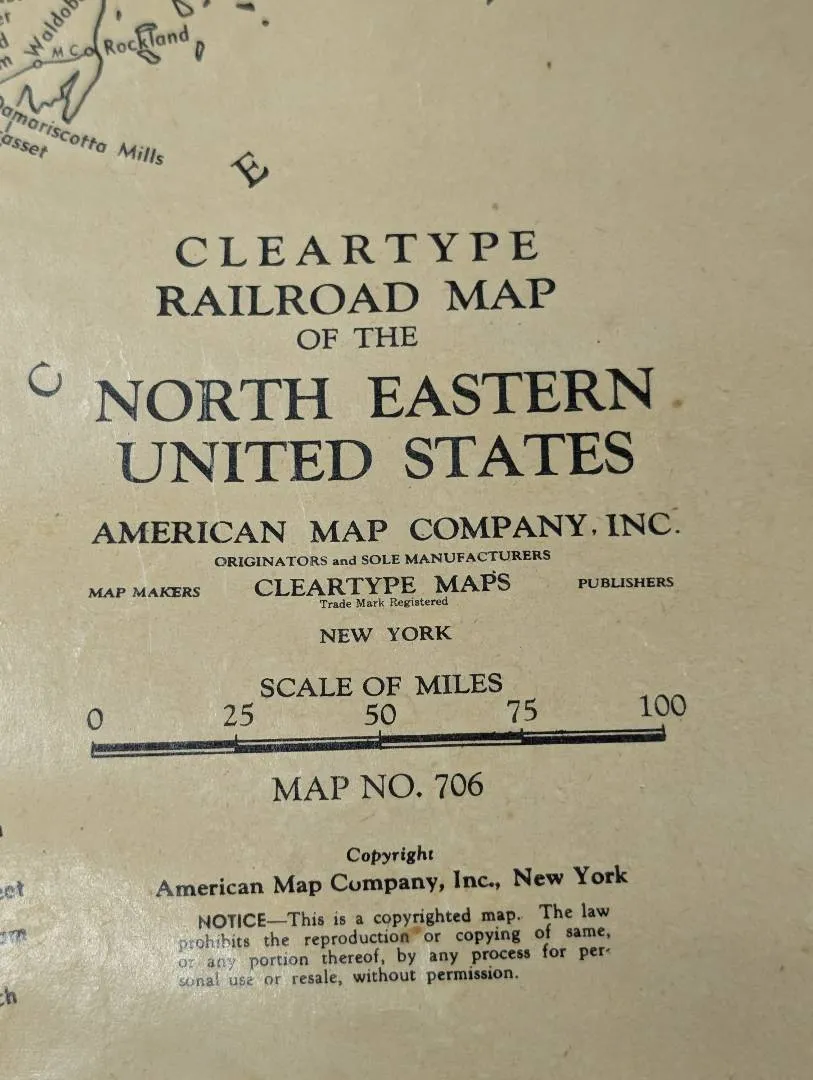 Rockland
M C
Damariscotta Mills
E
CLEARTYPE
RAILROAD MAP
OF THE
C
NORTH EASTERN
UNITED STATES
AMERICAN MAP COMPANY, INC.
ORIGINATORS and SOLE MANUFACTURERS
MAP MAKERS CLEARTYPE MAPS PUBLISHERS
Trade Mark Registered
NEW YORK
SCALE OF MILES
0 25 50 75 100
MAP NO. 706
Copyright
American Map Company, Inc., New York
NOTICE—This is a copyrighted map. The law
prohibits the reproduction or copying of same,
or any portion thereof, by any process for per-
sonal use or resale, without permission.